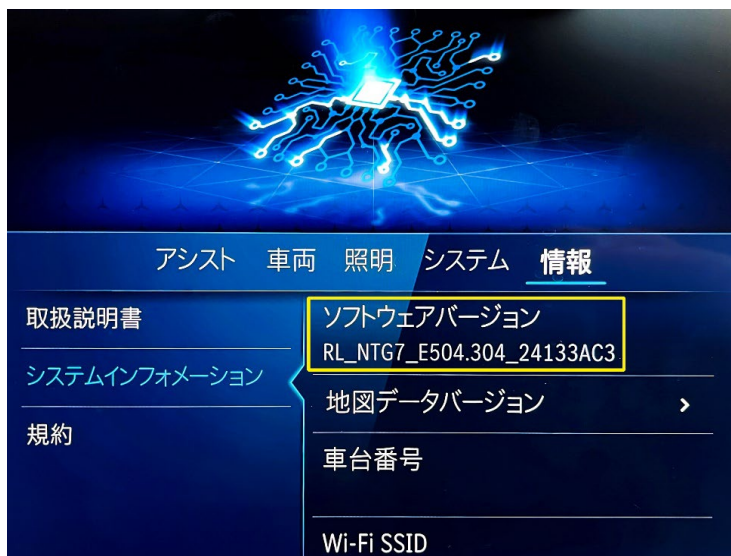 アシスト 車両 照明 システム 情報
取扱説明書
システムインフォメーション
規約
ソフトウェアバージョン
RL_NTG7_E504.304_24133AC3
地図データバージョン
車台番号
Wi-Fi SSID